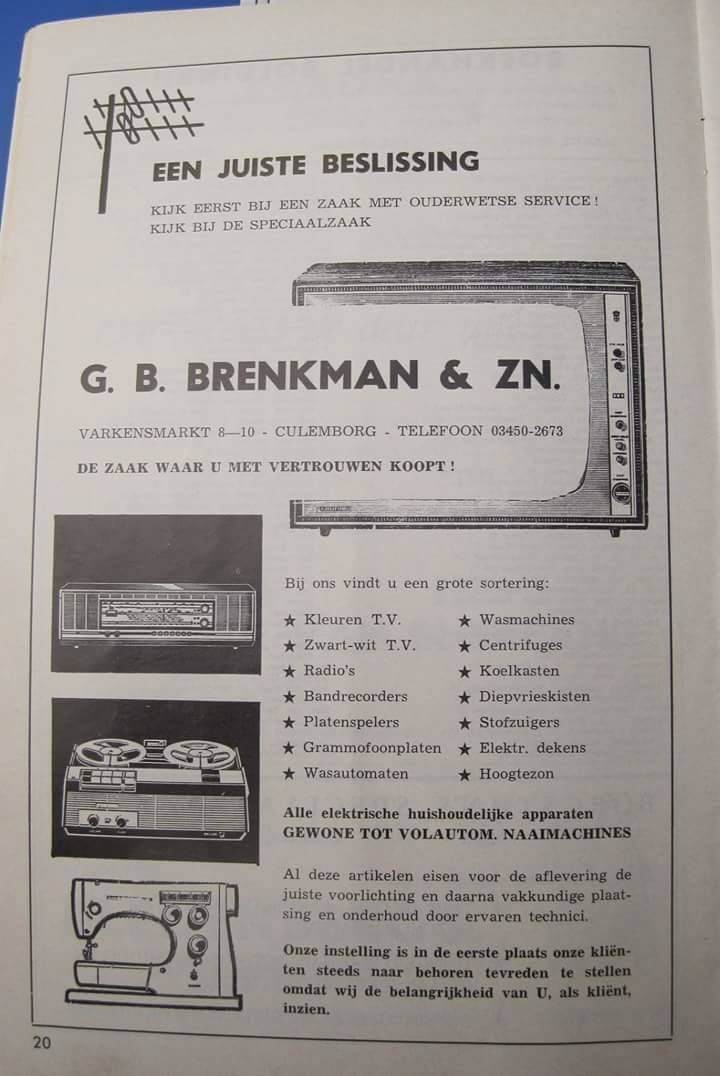 EEN JUISTE BESLISSING
KIJK EERST BIJ EEN ZAAK MET OUDERWETSE SERVICE!
KIJK BIJ DE SPECIAALZAAK
G. B. BRENKMAN & ZN.
VARKENSMARKT 8—10 - CULEMBORG - TELEFOON 03450-2673
DE ZAAK WAAR U MET VERTROUWEN KOOPT!
Bij ons vindt u een grote sortering:
★ Kleuren T.V.
★ Zwart-wit T.V.
★ Radio's
★ Bandrecorders
★ Platenspelers
★ Grammofoonplaten
★ Wasautomaten
★ Wasmachines
★ Centrifuges
★ Koelkasten
★ Diepvrieskisten
★ Stofzuigers
★ Elektr. dekens
★ Hoogtezon
Alle elektrische huishoudelijke apparaten
GEWONE TOT VOLAUTOM. NAAIMACHINES
Al deze artikelen eisen voor de aflevering de
juiste voorlichting en daarna vakkundige plaat-
sing en onderhoud door ervaren technici.
Onze instelling is in de eerste plaats onze kliën-
ten steeds naar behoren tevreden te stellen
omdat wij de belangrijkheid van U, als kliënt,
inzien.
20